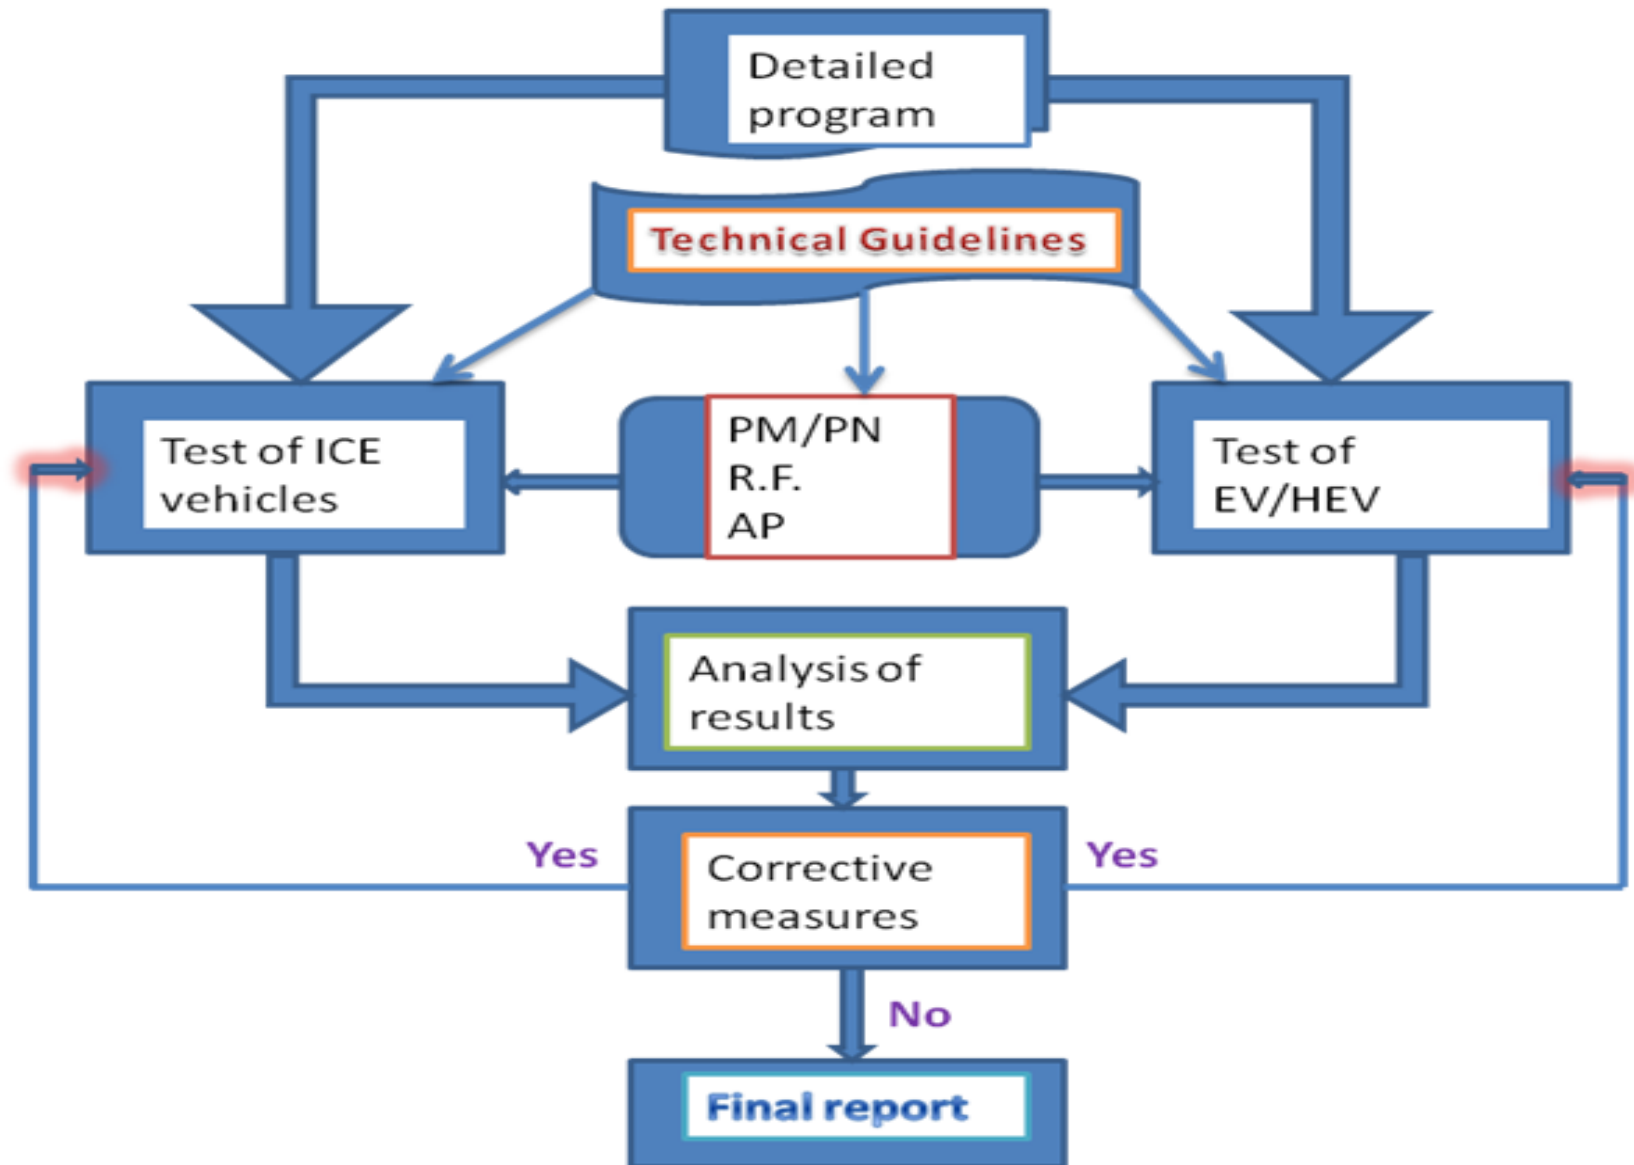 Detailed
program
Technical Guidelines
Test of ICE
vehicles
PM/PN
R.F.
AP
Test of
EV/HEV
Analysis of
results
Yes
Corrective
measures
Yes
No
Final report